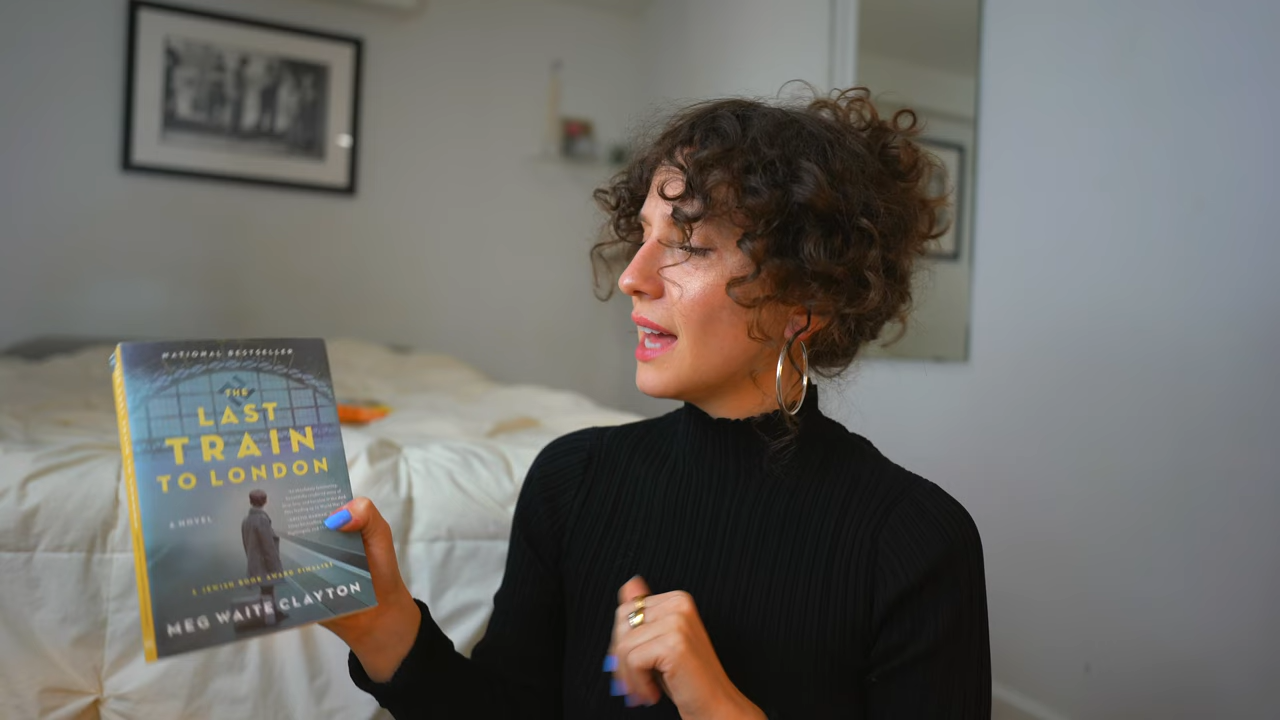 NATIONAL BESTSELLER
THE
LAST
TRAIN
TO LONDON
A NOVEL
A JEWISH BOOK AWARD FINALIST
MEG WAITE CLAYTON